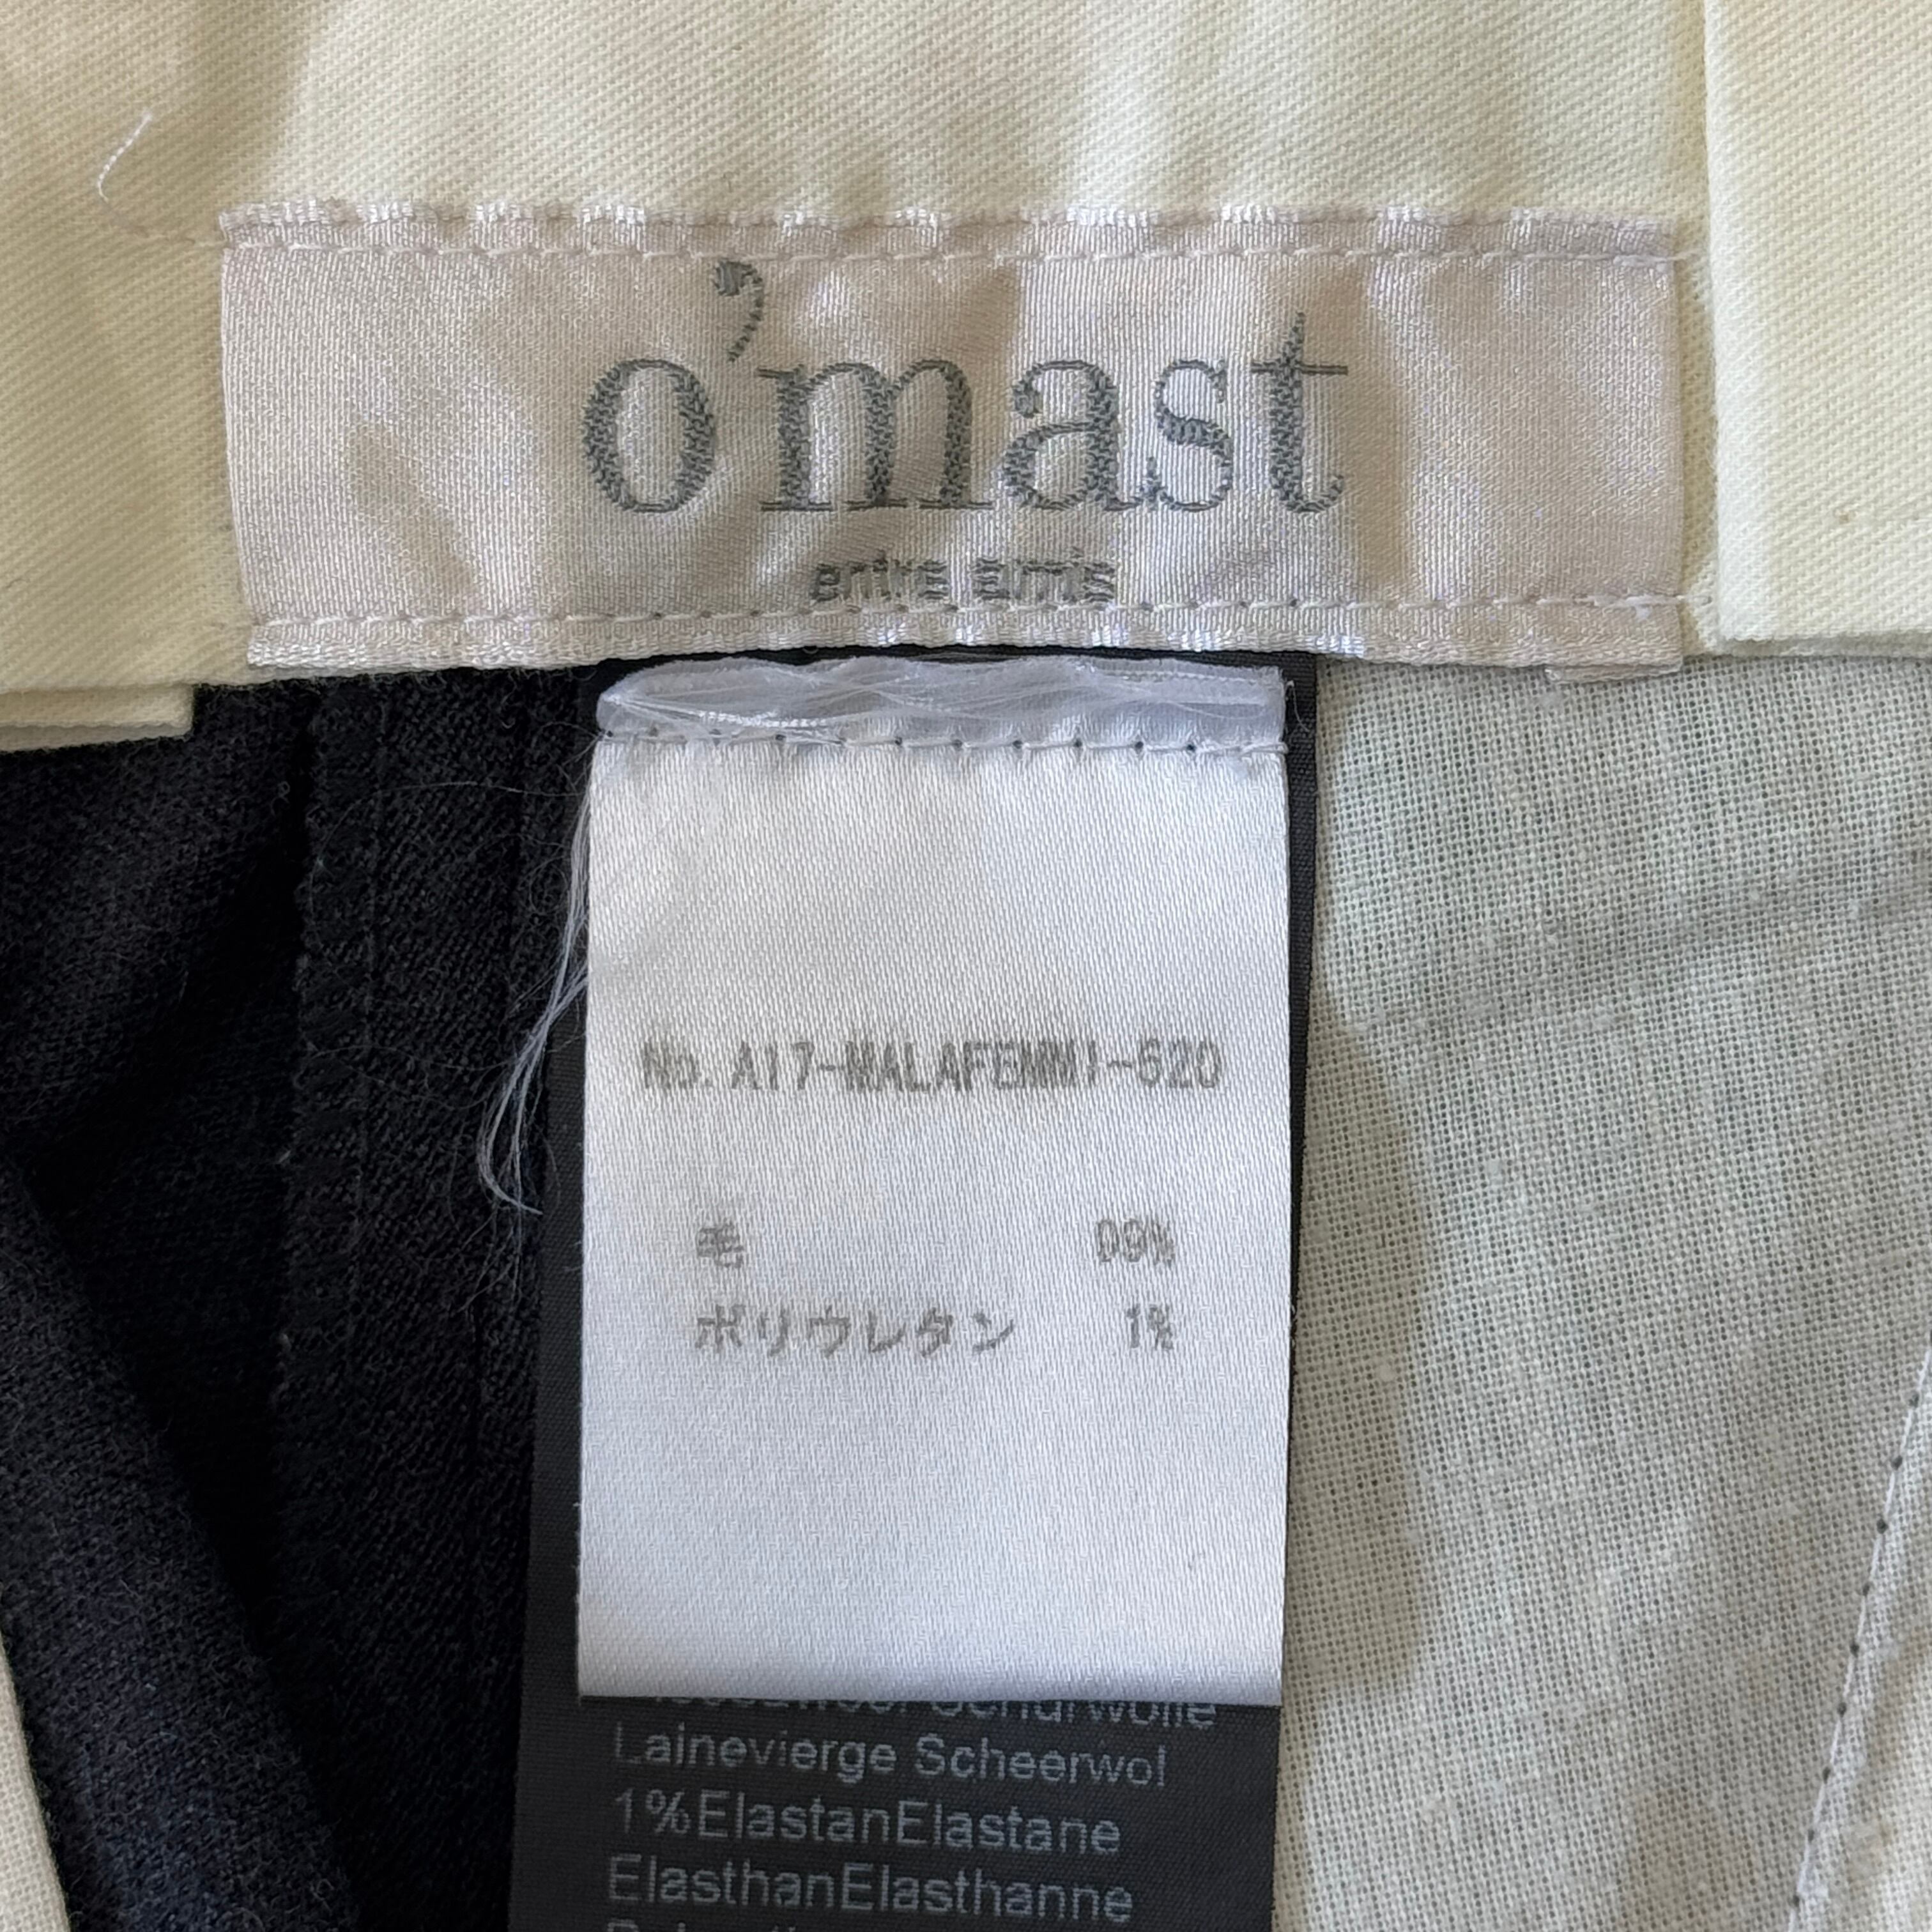 o'mast
entre amis
No. A17-MALAFEMMI-620
毛 99%
ポリウレタン 1%
Schurwolle
Lainevierge Scheerwol
1%ElastanElastane
ElasthanElasthanne